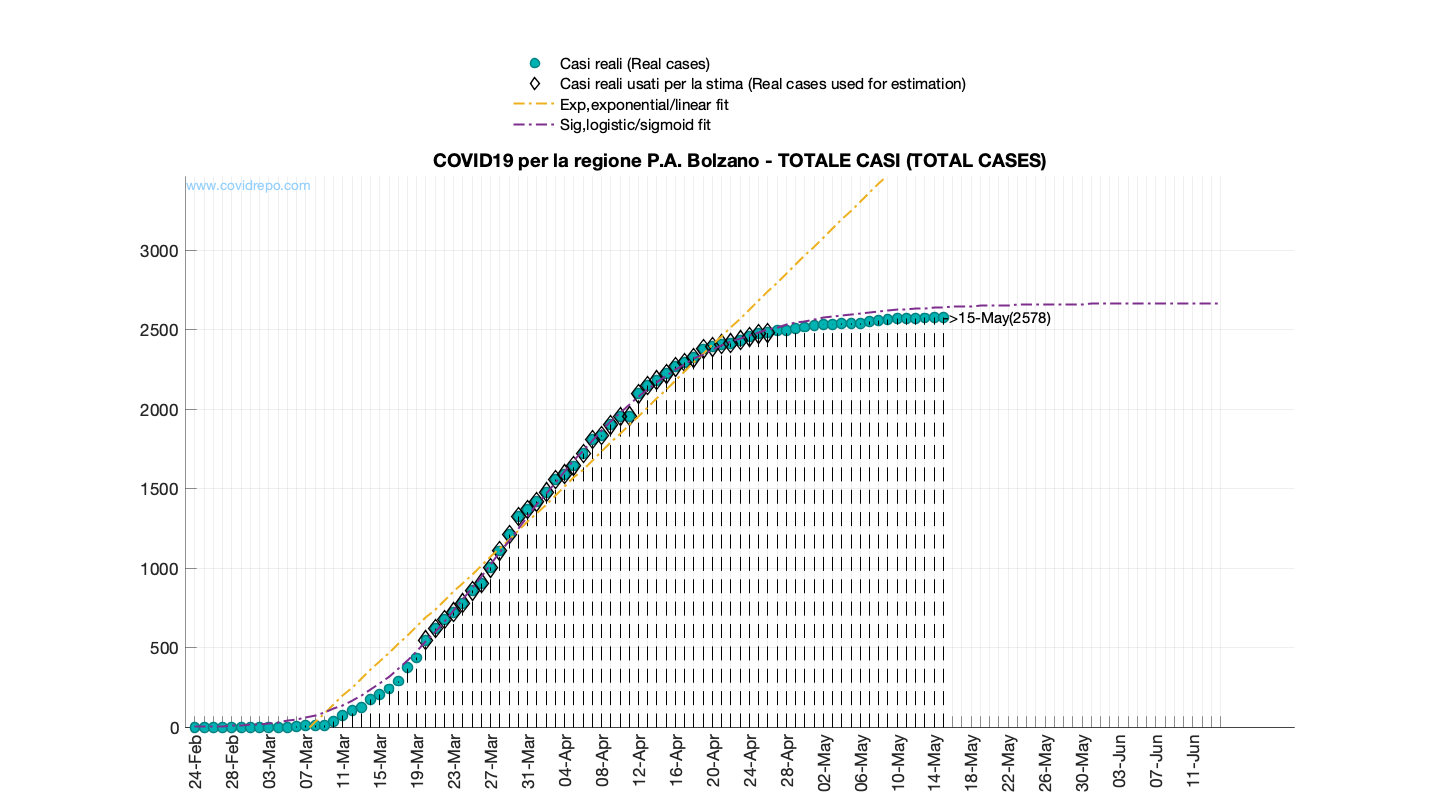 Casi reali (Real cases)
Casi reali usati per la stima (Real cases used for estimation)
Exp,exponential/linear fit
Sig,logistic/sigmoid fit
COVID19 per la regione P.A. Bolzano - TOTALE CASI (TOTAL CASES)
www.covidrepo.com
3000
2500
2000
1500
1000
500
0
>15-May(2578)
24-Feb
28-Feb
03-Mar
07-Mar
11-Mar
15-Mar
19-Mar
23-Mar
27-Mar
31-Mar
04-Apr
08-Apr
12-Apr
16-Apr
20-Apr
24-Apr
28-Apr
02-May
06-May
10-May
14-May
18-May
22-May
26-May
30-May
03-Jun
07-Jun
11-Jun